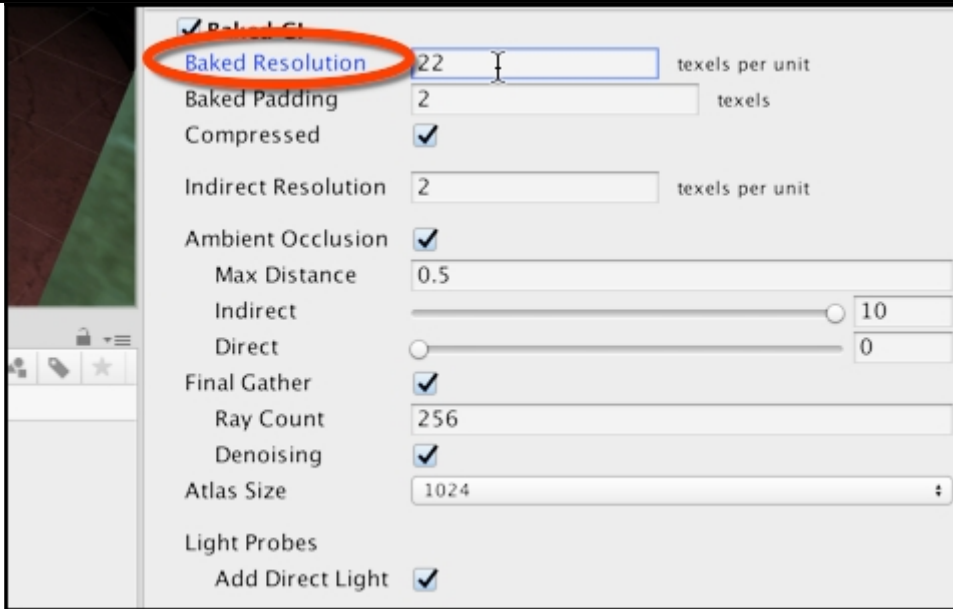 Baked GI
Baked Resolution 22 texels per unit
Baked Padding 2 texels
Compressed
Indirect Resolution 2 texels per unit
Ambient Occlusion
Max Distance 0.5
Indirect 10
Direct 0
Final Gather
Ray Count 256
Denoising
Atlas Size 1024
Light Probes
Add Direct Light